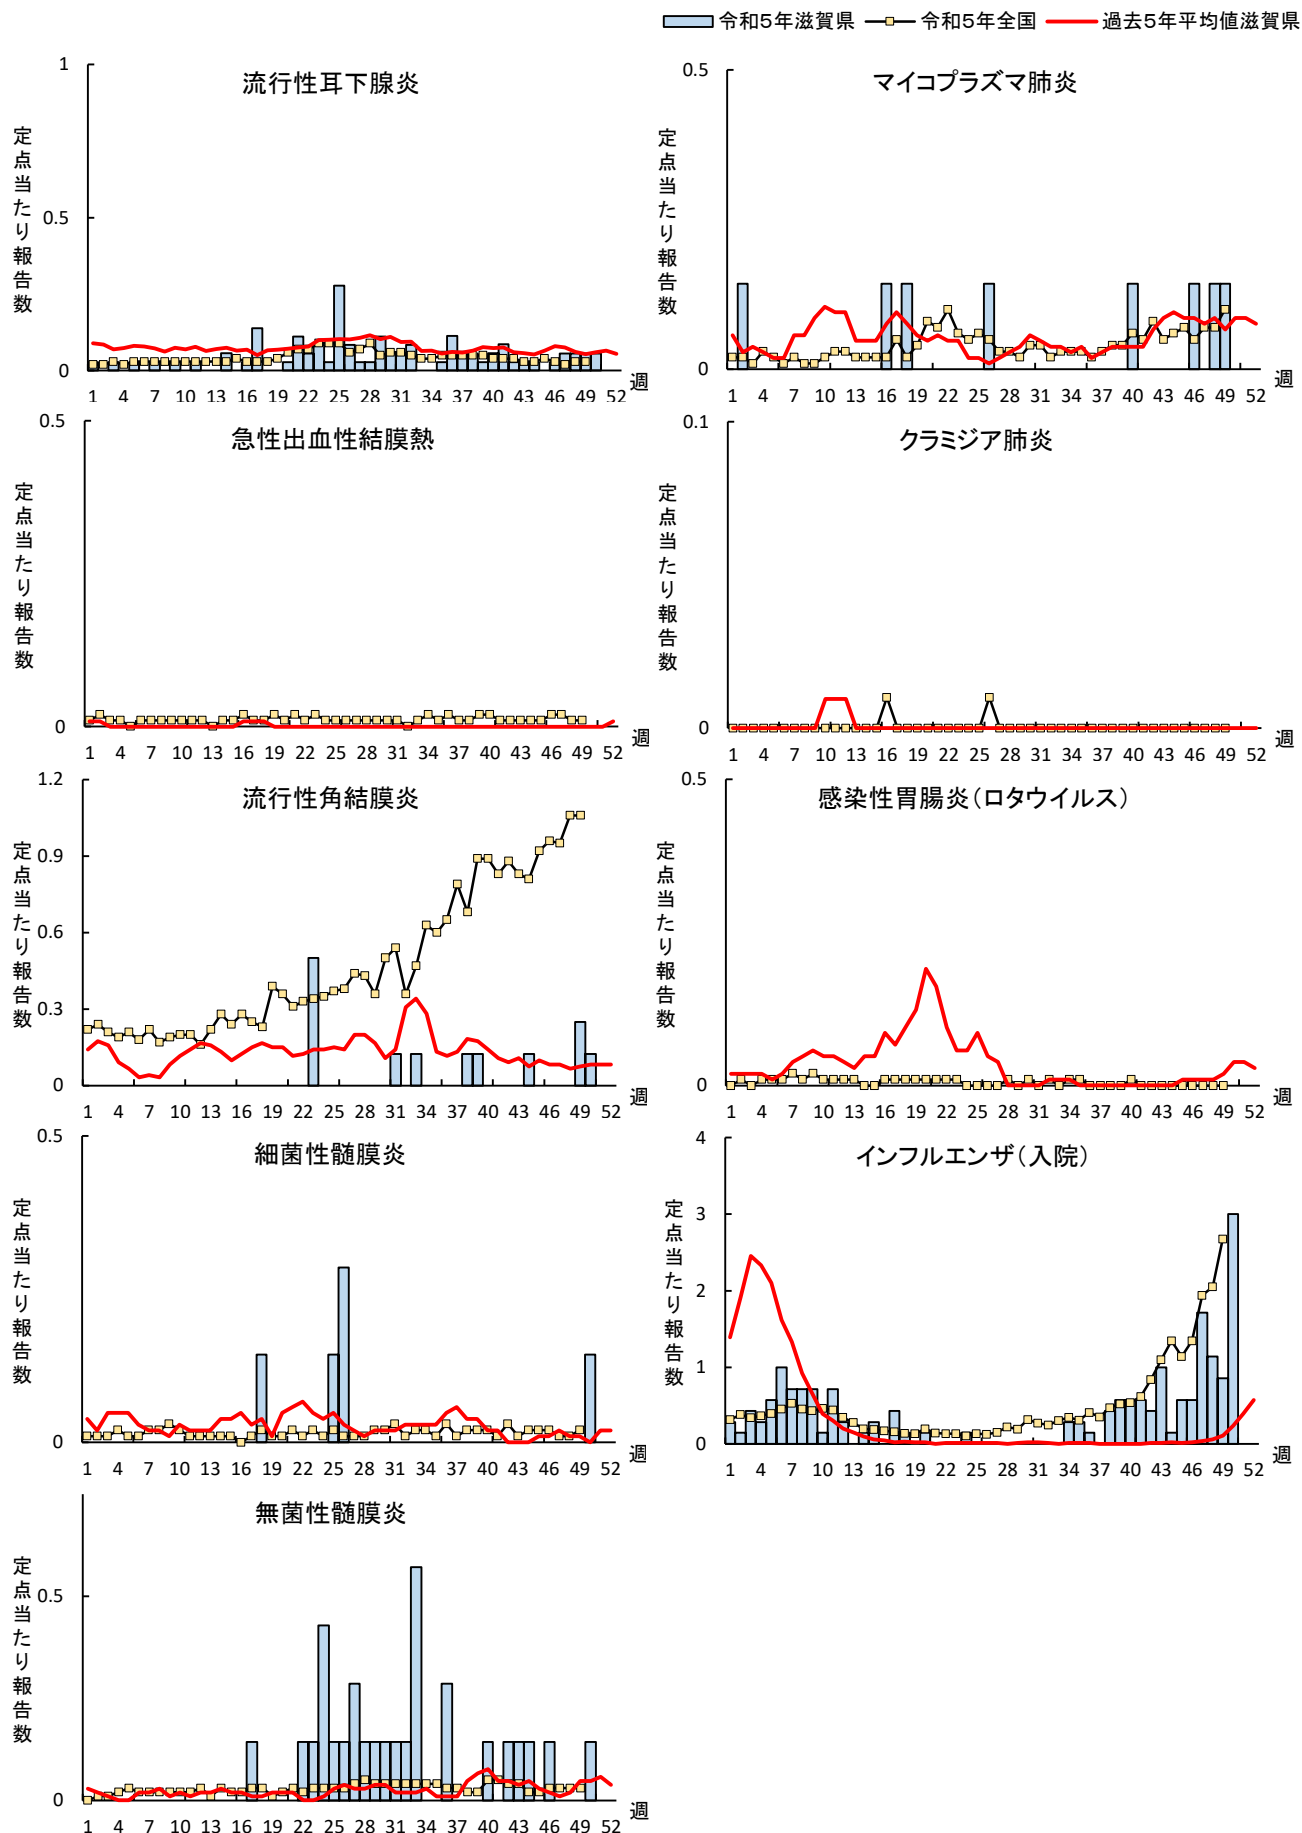 令和5年滋賀県 令和5年全国 過去5年平均値滋賀県
流行性耳下腺炎
定点当たり報告数
1
0.5
0
1 4 7 10 13 16 19 22 25 28 31 34 37 40 43 46 49 52 週
マイコプラズマ肺炎
定点当たり報告数
0.5
0
1 4 7 10 13 16 19 22 25 28 31 34 37 40 43 46 49 52 週
急性出血性結膜熱
定点当たり報告数
0.5
0
1 4 7 10 13 16 19 22 25 28 31 34 37 40 43 46 49 52 週
クラミジア肺炎
定点当たり報告数
0.1
0
1 4 7 10 13 16 19 22 25 28 31 34 37 40 43 46 49 52 週
流行性角結膜炎
定点当たり報告数
1.2
0.9
0.6
0.3
0
1 4 7 10 13 16 19 22 25 28 31 34 37 40 43 46 49 52 週
感染性胃腸炎(ロタウイルス)
定点当たり報告数
0.5
0
1 4 7 10 13 16 19 22 25 28 31 34 37 40 43 46 49 52 週
細菌性髄膜炎
定点当たり報告数
0.5
0
1 4 7 10 13 16 19 22 25 28 31 34 37 40 43 46 49 52 週
インフルエンザ(入院)
定点当たり報告数
4
3
2
1
0
1 4 7 10 13 16 19 22 25 28 31 34 37 40 43 46 49 52 週
無菌性髄膜炎
定点当たり報告数
0.5
0
1 4 7 10 13 16 19 22 25 28 31 34 37 40 43 46 49 52 週